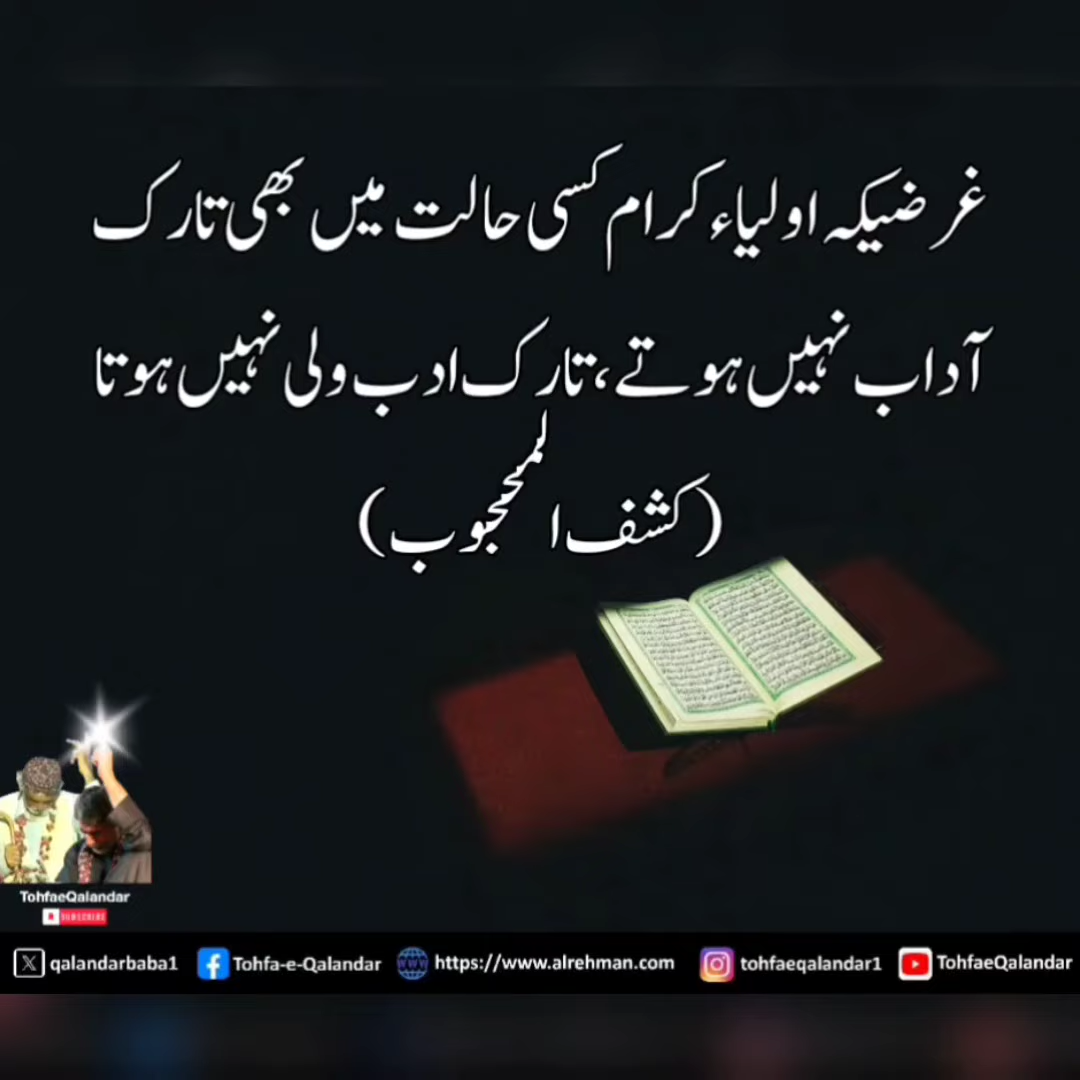 غرضیکہ اولیاء کرام کسی حالت میں بھی تارک
آداب نہیں ہوتے، تارک ادب ولی نہیں ہوتا
(کشف المحجوب)
TohfaeQalandar
SUBSCRIBE
qalandarbaba1 Tohfa-e-Qalandar https://www.alrehman.com tohfaeqalandar1 TohfaeQalandar